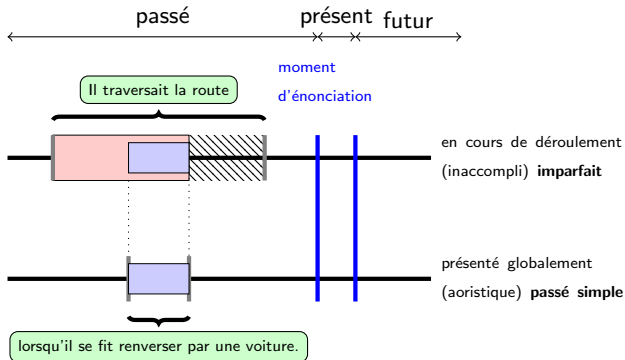 passé
présent
futur
moment
d'énonciation
Il traversait la route
en cours de déroulement
(inaccompli) imparfait
présenté globalement
(aoristique) passé simple
lorsqu'il se fit renverser par une voiture.